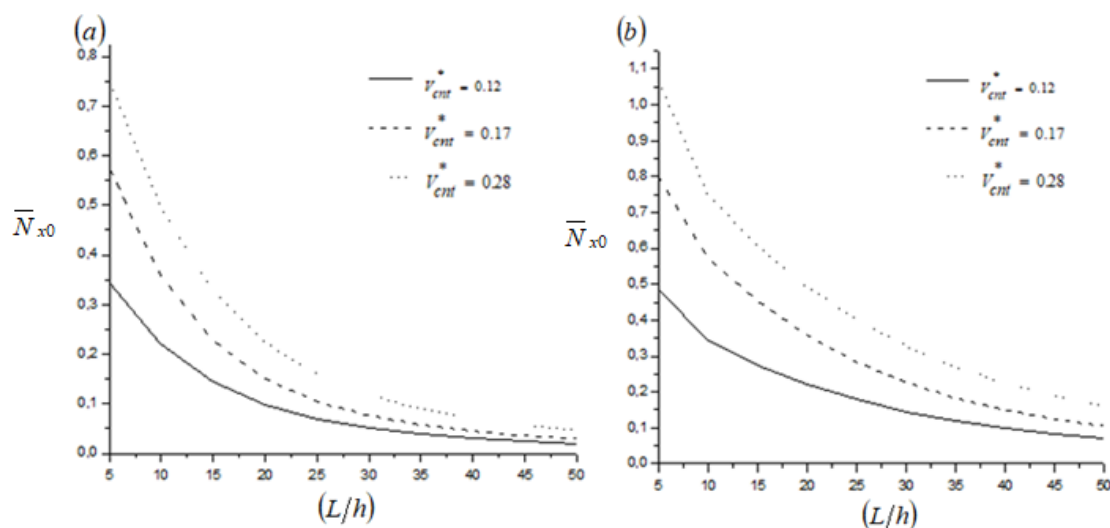 (a)
0,8
0,7
0,6
0,5
0,4
0,3
0,2
0,1
0,0
N̅x0
5 10 15 20 25 30 35 40 45 50
(L/h)
V*cnt = 0.12
V*cnt = 0.17
V*cnt = 0.28
(b)
1,1
1,0
0,9
0,8
0,7
0,6
0,5
0,4
0,3
0,2
0,1
0,0
N̅x0
5 10 15 20 25 30 35 40 45 50
(L/h)
V*cnt = 0.12
V*cnt = 0.17
V*cnt = 0.28